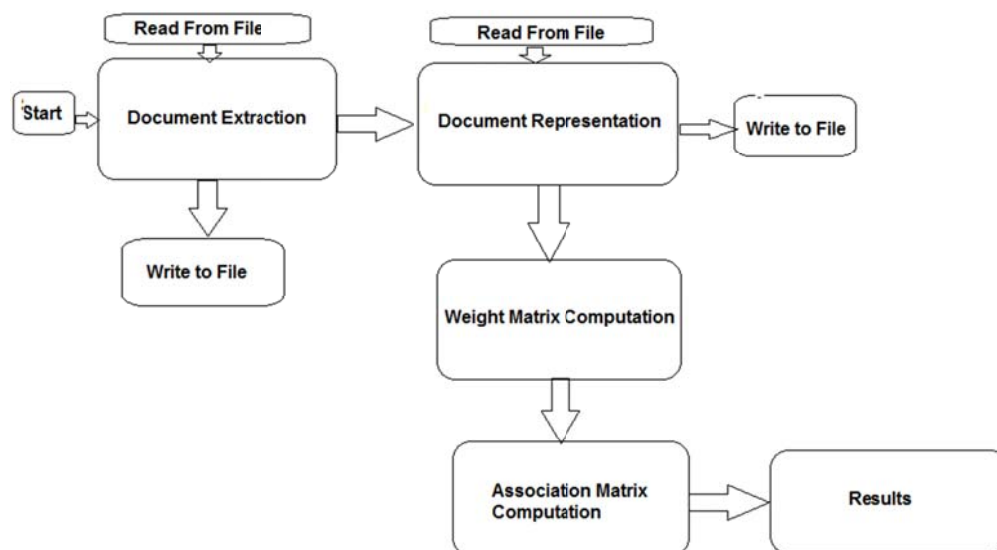 Read From File
Read From File
Start
Document Extraction
Document Representation
Write to File
Write to File
Weight Matrix Computation
Association Matrix
Computation
Results